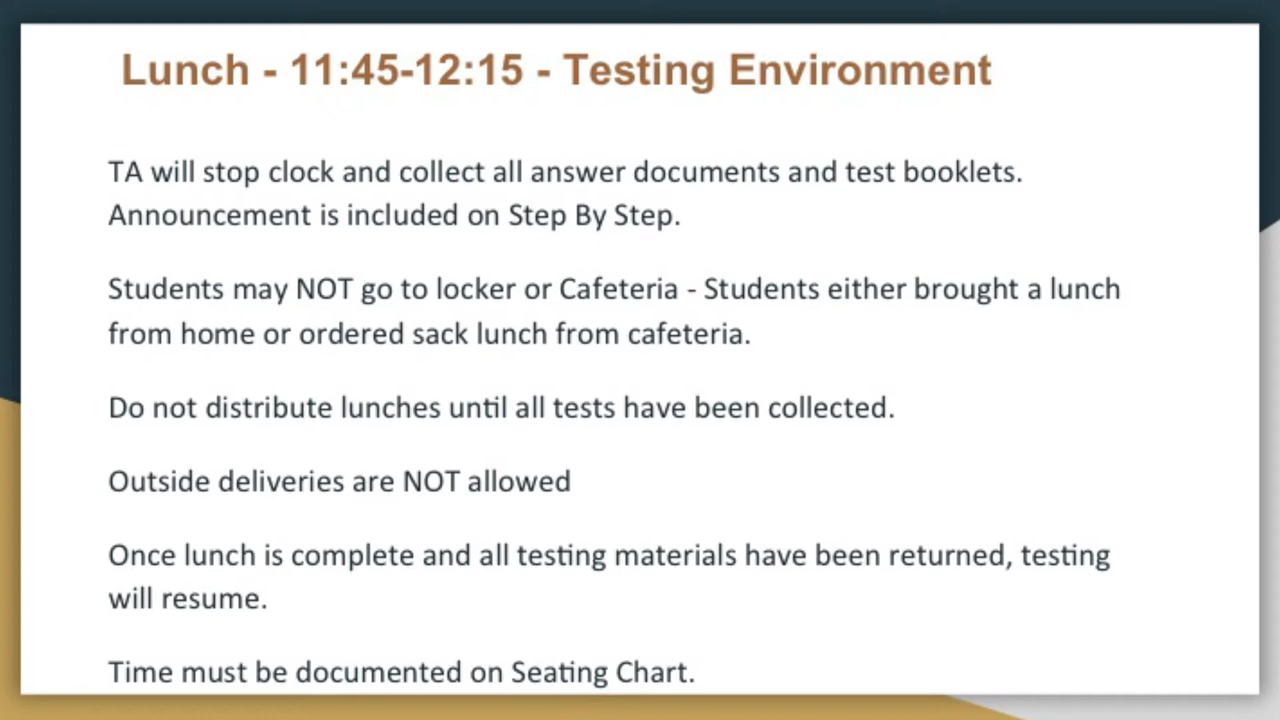 Lunch - 11:45-12:15 - Testing Environment
TA will stop clock and collect all answer documents and test booklets.
Announcement is included on Step By Step.
Students may NOT go to locker or Cafeteria - Students either brought a lunch
from home or ordered sack lunch from cafeteria.
Do not distribute lunches until all tests have been collected.
Outside deliveries are NOT allowed
Once lunch is complete and all testing materials have been returned, testing
will resume.
Time must be documented on Seating Chart.